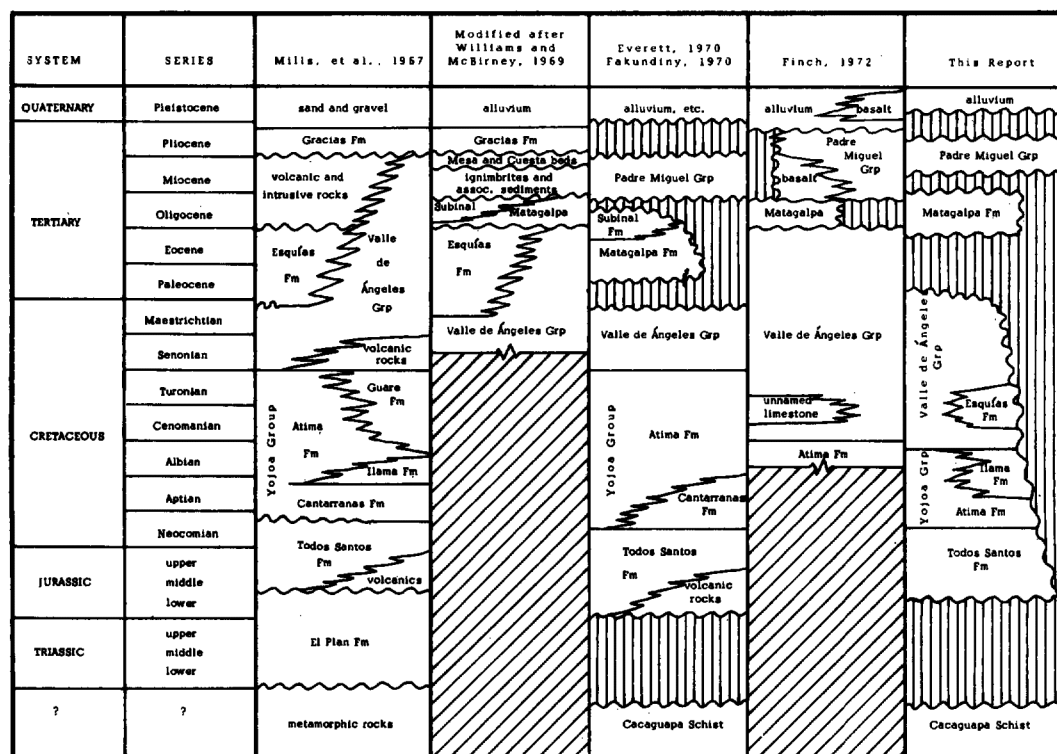 SYSTEM
SERIES
Mills, et al., 1967
Modified after
Williams and
McBirney, 1969
Everett, 1970
Fakundiny, 1970
Finch, 1972
This Report
QUATERNARY
Pleistocene
sand and gravel
alluvium
alluvium, etc.
alluvium
basalt
alluvium
TERTIARY
Pliocene
Miocene
Oligocene
Eocene
Paleocene
Gracias Fm
volcanic and
intrusive rocks
Esquías
Fm
Valle
de
Ángeles
Grp
Gracias Fm
Mesa and Cuesta beds
ignimbrites and
assoc. sediments
Subinal
Matagalpa
Esquías
Fm
Padre Miguel Grp
Subinal
Fm
Matagalpa Fm
Padre
Miguel
Grp
basalt
Matagalpa
Padre Miguel Grp
Matagalpa Fm
CRETACEOUS
Maestrichtian
Senonian
Turonian
Cenomanian
Albian
Aptian
Neocomian
volcanic
rocks
Guare
Fm
Yojoa Group
Atima
Fm
Ilama Fm
Cantarranas Fm
Valle de Ángeles Grp
Valle de Ángeles Grp
Yojoa Group
Atima Fm
Cantarranas
Fm
Valle de Ángeles Grp
unnamed
limestone
Atima Fm
Valle de Ángeles
Grp
Esquías
Fm
Yojoa Grp
Ilama
Fm
Atima Fm
JURASSIC
upper
middle
lower
Todos Santos
Fm
volcanics
Todos Santos
Fm
volcanic
rocks
Todos Santos
Fm
TRIASSIC
upper
middle
lower
El Plan Fm
?
?
metamorphic rocks
Cacaguapa Schist
Cacaguapa Schist